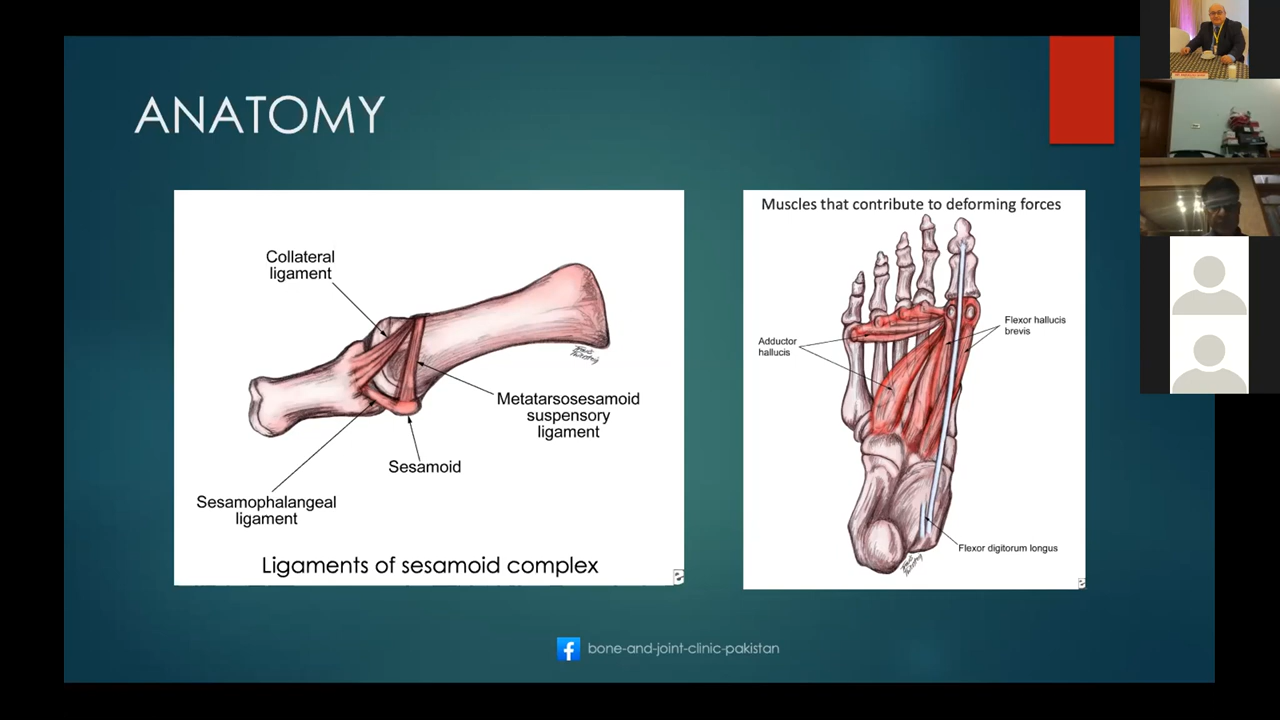 ANATOMY
Collateral
ligament
Metatarsosesamoid
suspensory
ligament
Sesamoid
Sesamophalangeal
ligament
Ligaments of sesamoid complex
Muscles that contribute to deforming forces
Adductor
hallucis
Flexor hallucis
brevis
Flexor digitorum longus
bone-and-joint-clinic-pakistan